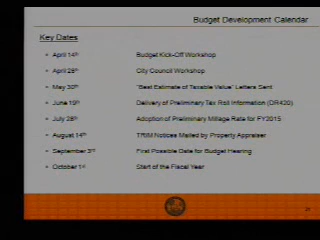 Budget Development Calendar
Key Dates
• April 14th Budget Kick-Off Workshop
• April 28th City Council Workshop
• May 30th "Best Estimate of Taxable Value" Letters Sent
• June 19th Delivery of Preliminary Tax Roll Information (DR420)
• July 28th Adoption of Preliminary Millage Rate for FY2015
• August 14th TRIM Notices Mailed by Property Appraiser
• September 3rd First Possible Date for Budget Hearing
• October 1st Start of the Fiscal Year